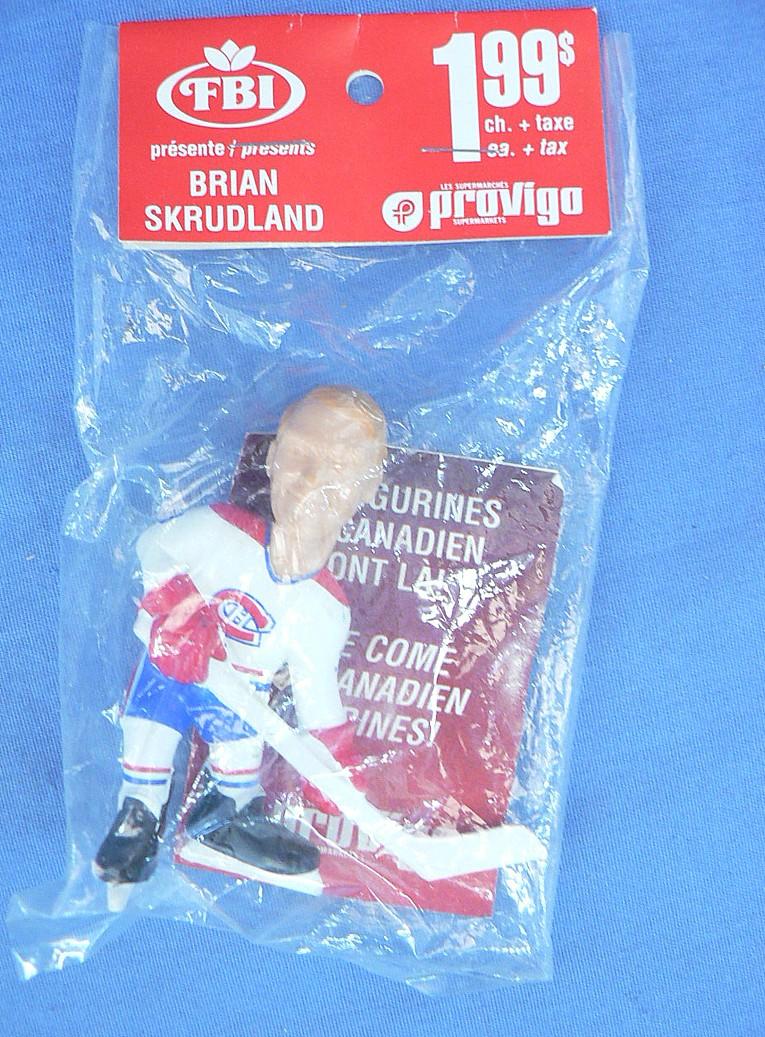 FBI
présente / presents
BRIAN
SKRUDLAND
1.99$
ch. + taxe
ea. + tax
LES SUPERMARCHÉS
proVigo
SUPERMARKETS
GURINES
CANADIEN
ONT LÀ!
E COME
ANADIEN
RINES!